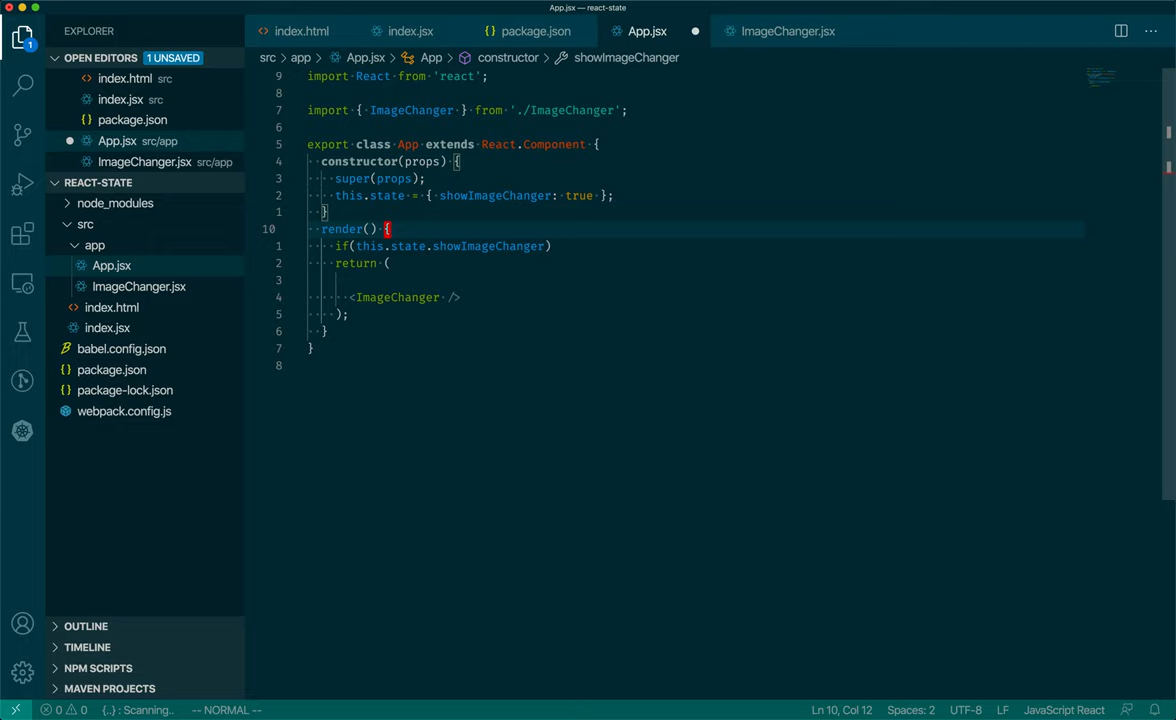 App.jsx — react-state
EXPLORER
OPEN EDITORS 1 UNSAVED
index.html src
index.jsx src
package.json
App.jsx src/app
ImageChanger.jsx src/app
REACT-STATE
node_modules
src
app
App.jsx
ImageChanger.jsx
index.html
index.jsx
babel.config.json
package.json
package-lock.json
webpack.config.js
OUTLINE
TIMELINE
NPM SCRIPTS
MAVEN PROJECTS
1
index.html index.jsx package.json App.jsx ImageChanger.jsx
src > app > App.jsx > App > constructor > showImageChanger
9 import React from 'react';
8
7 import { ImageChanger } from './ImageChanger';
6
5 export class App extends React.Component {
4 constructor(props) {
3 super(props);
2 this.state = { showImageChanger: true };
1 }
10 render() {
1 if(this.state.showImageChanger)
2 return (
3
4 <ImageChanger />
5 );
6 }
7 }
8
0 0 {..} : Scanning.. -- NORMAL -- Ln 10, Col 12 Spaces: 2 UTF-8 LF JavaScript React